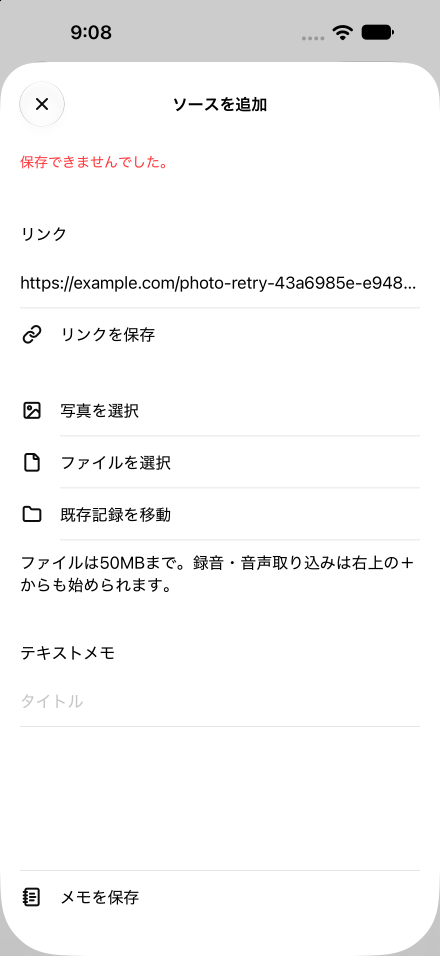 9:08
ソースを追加
保存できませんでした。
リンク
https://example.com/photo-retry-43a6985e-e948...
リンクを保存
写真を選択
ファイルを選択
既存記録を移動
ファイルは50MBまで。録音・音声取り込みは右上の＋
からも始められます。
テキストメモ
タイトル
メモを保存